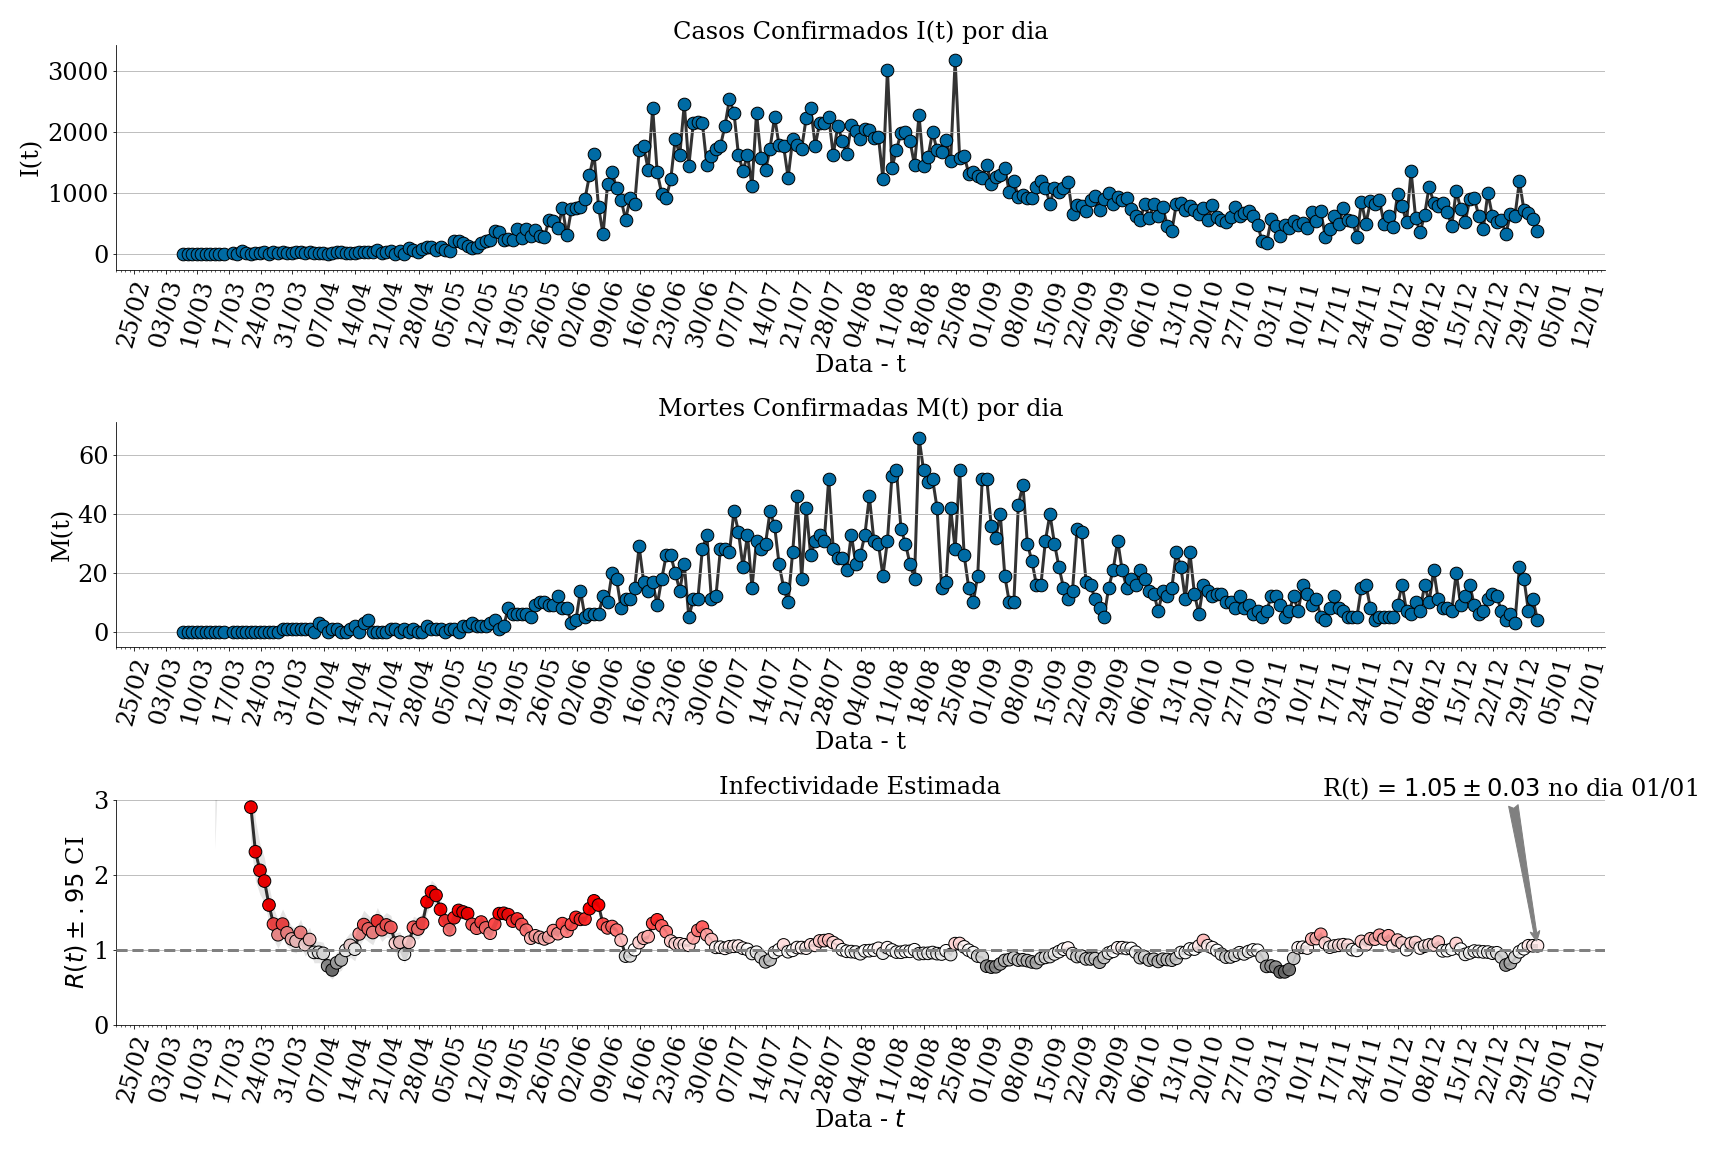 Casos Confirmados I(t) por dia
3000
2000
1000
0
I(t)
25/02 03/03 10/03 17/03 24/03 31/03 07/04 14/04 21/04 28/04 05/05 12/05 19/05 26/05 02/06 09/06 16/06 23/06 30/06 07/07 14/07 21/07 28/07 04/08 11/08 18/08 25/08 01/09 08/09 15/09 22/09 29/09 06/10 13/10 20/10 27/10 03/11 10/11 17/11 24/11 01/12 08/12 15/12 22/12 29/12 05/01 12/01
Data - t
Mortes Confirmadas M(t) por dia
60
40
20
0
M(t)
25/02 03/03 10/03 17/03 24/03 31/03 07/04 14/04 21/04 28/04 05/05 12/05 19/05 26/05 02/06 09/06 16/06 23/06 30/06 07/07 14/07 21/07 28/07 04/08 11/08 18/08 25/08 01/09 08/09 15/09 22/09 29/09 06/10 13/10 20/10 27/10 03/11 10/11 17/11 24/11 01/12 08/12 15/12 22/12 29/12 05/01 12/01
Data - t
Infectividade Estimada
R(t) = 1.05 ± 0.03 no dia 01/01
3
2
1
0
R(t) ± .95 CI
25/02 03/03 10/03 17/03 24/03 31/03 07/04 14/04 21/04 28/04 05/05 12/05 19/05 26/05 02/06 09/06 16/06 23/06 30/06 07/07 14/07 21/07 28/07 04/08 11/08 18/08 25/08 01/09 08/09 15/09 22/09 29/09 06/10 13/10 20/10 27/10 03/11 10/11 17/11 24/11 01/12 08/12 15/12 22/12 29/12 05/01 12/01
Data - t